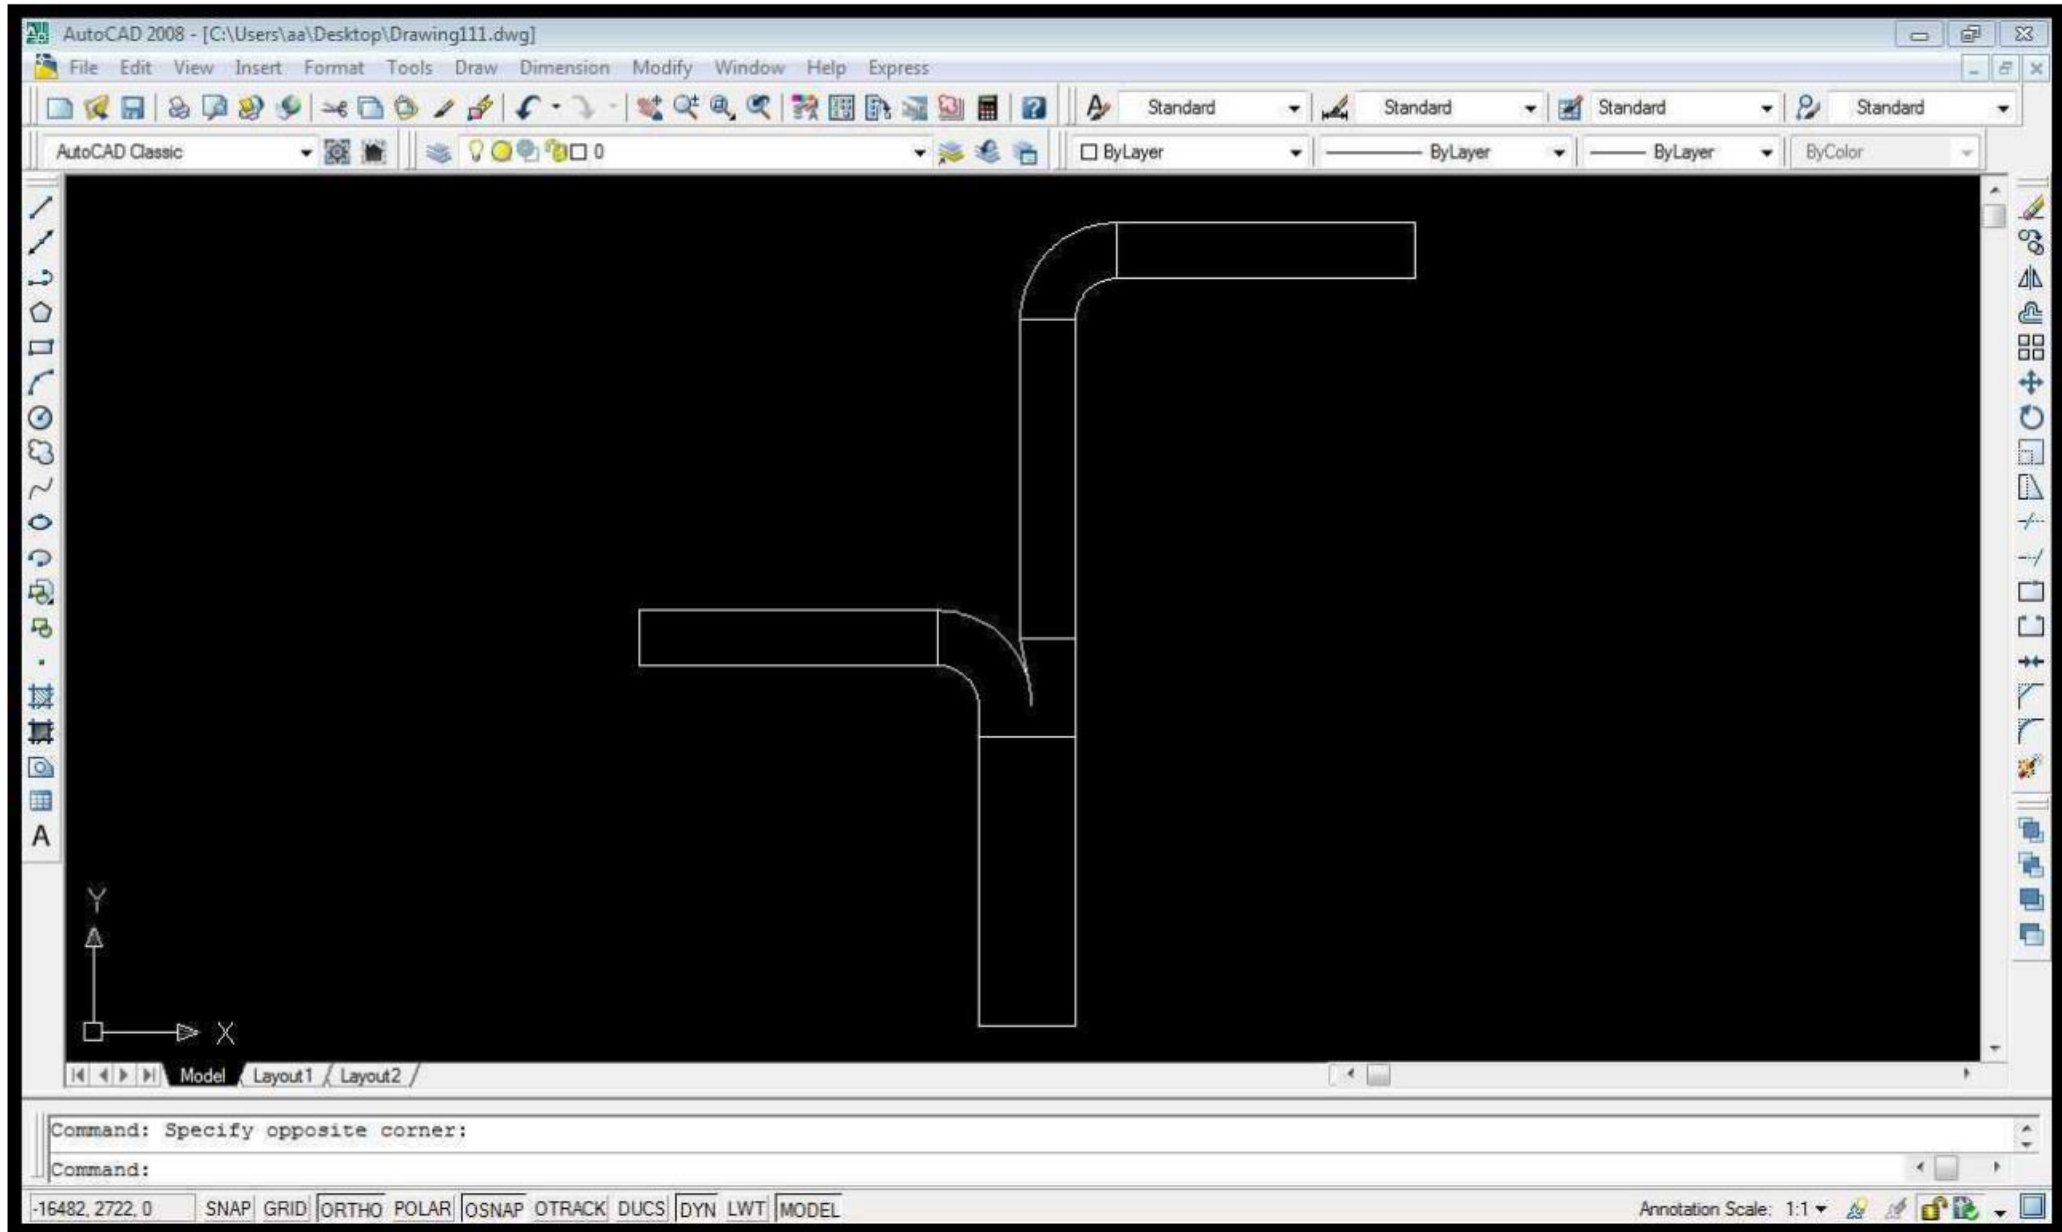 AutoCAD 2008 - [C:\Users\aa\Desktop\Drawing111.dwg]
File Edit View Insert Format Tools Draw Dimension Modify Window Help Express
Standard Standard Standard Standard
AutoCAD Classic 0 ByLayer ByLayer ByLayer ByColor
A
Y
X
Model Layout1 Layout2
Command: Specify opposite corner:
Command:
-16482, 2722, 0 SNAP GRID ORTHO POLAR OSNAP OTRACK DUCS DYN LWT MODEL Annotation Scale: 1:1